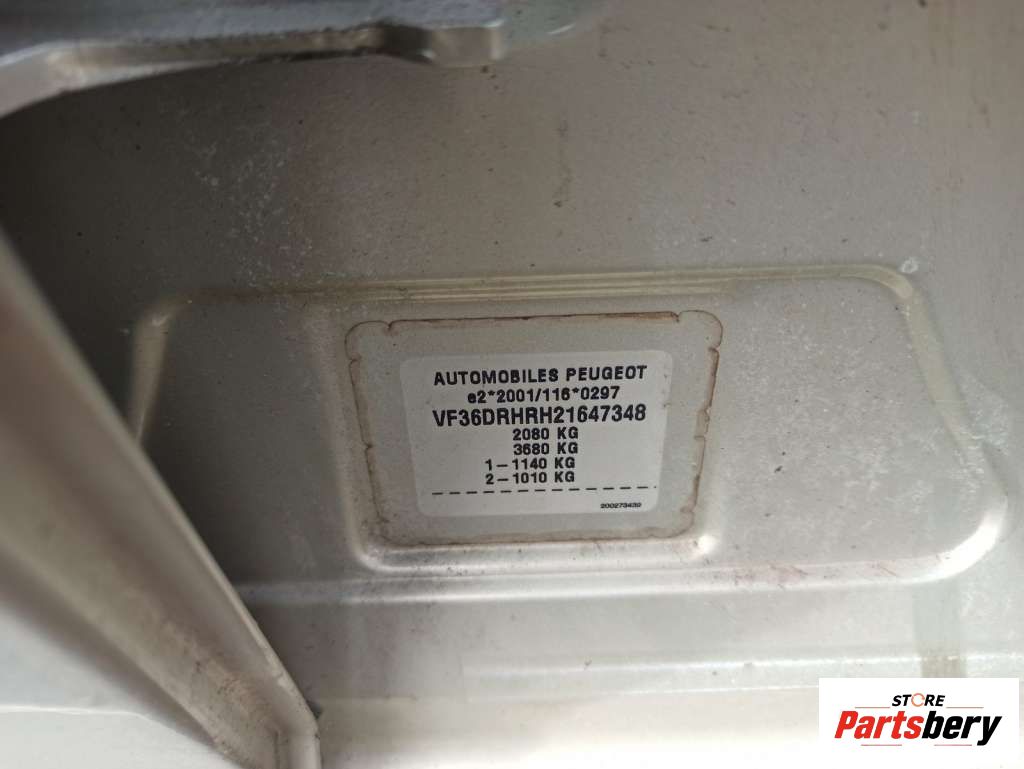 AUTOMOBILES PEUGEOT
e2*2001/116*0297
VF36DRHRH21647348
2080 KG
3680 KG
1-1140 KG
2-1010 KG
200273439
STORE
Partsbery